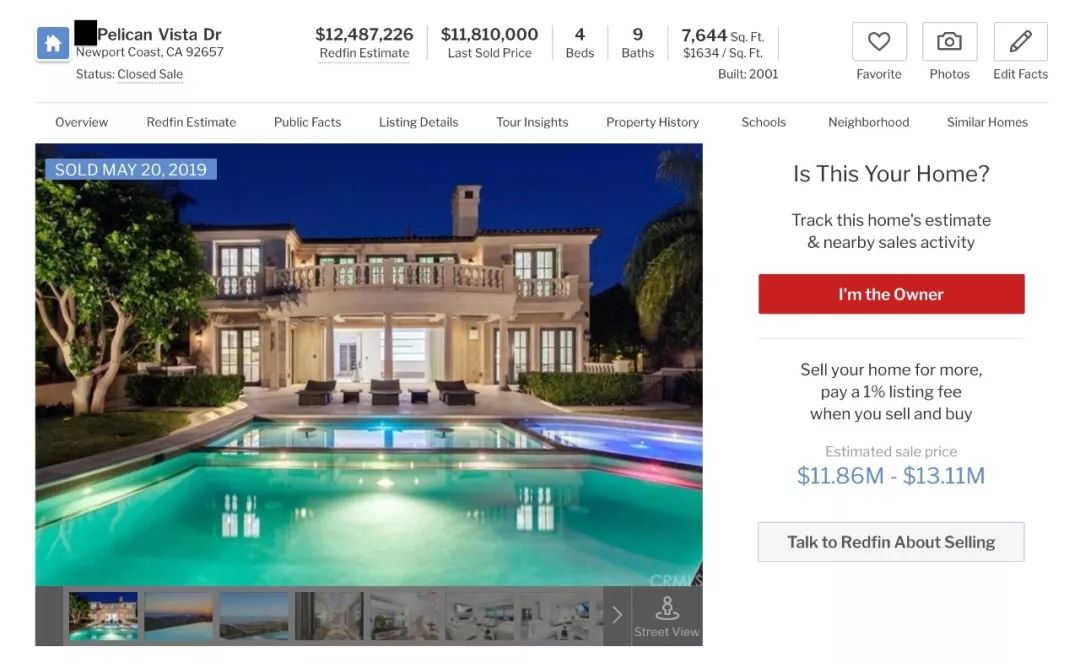 Pelican Vista Dr
Newport Coast, CA 92657
Status: Closed Sale
$12,487,226
Redfin Estimate
$11,810,000
Last Sold Price
4
Beds
9
Baths
7,644 Sq. Ft.
$1634 / Sq. Ft.
Built: 2001
Favorite
Photos
Edit Facts
Overview
Redfin Estimate
Public Facts
Listing Details
Tour Insights
Property History
Schools
Neighborhood
Similar Homes
SOLD MAY 20, 2019
CRMLS
Street View
Is This Your Home?
Track this home's estimate
& nearby sales activity
I'm the Owner
Sell your home for more,
pay a 1% listing fee
when you sell and buy
Estimated sale price
$11.86M - $13.11M
Talk to Redfin About Selling